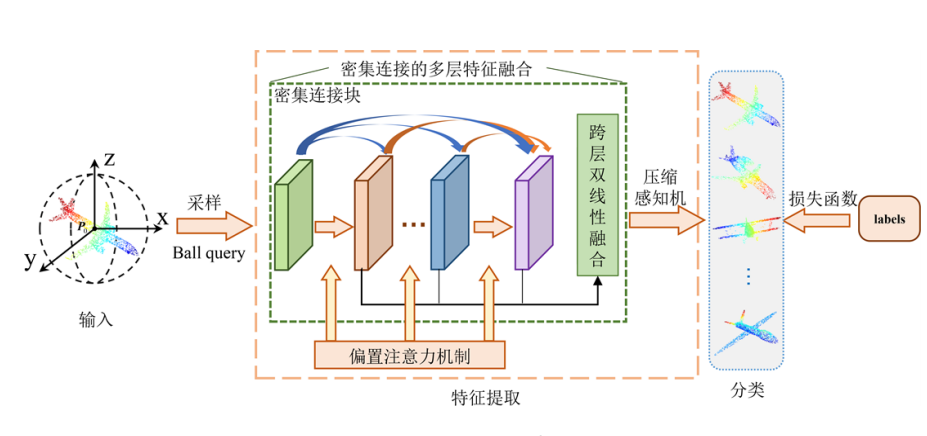 密集连接的多层特征融合
密集连接块
z
x
y
P
输入
采样
Ball query
...
跨层双线性融合
偏置注意力机制
特征提取
压缩
感知机
...
分类
损失函数
labels